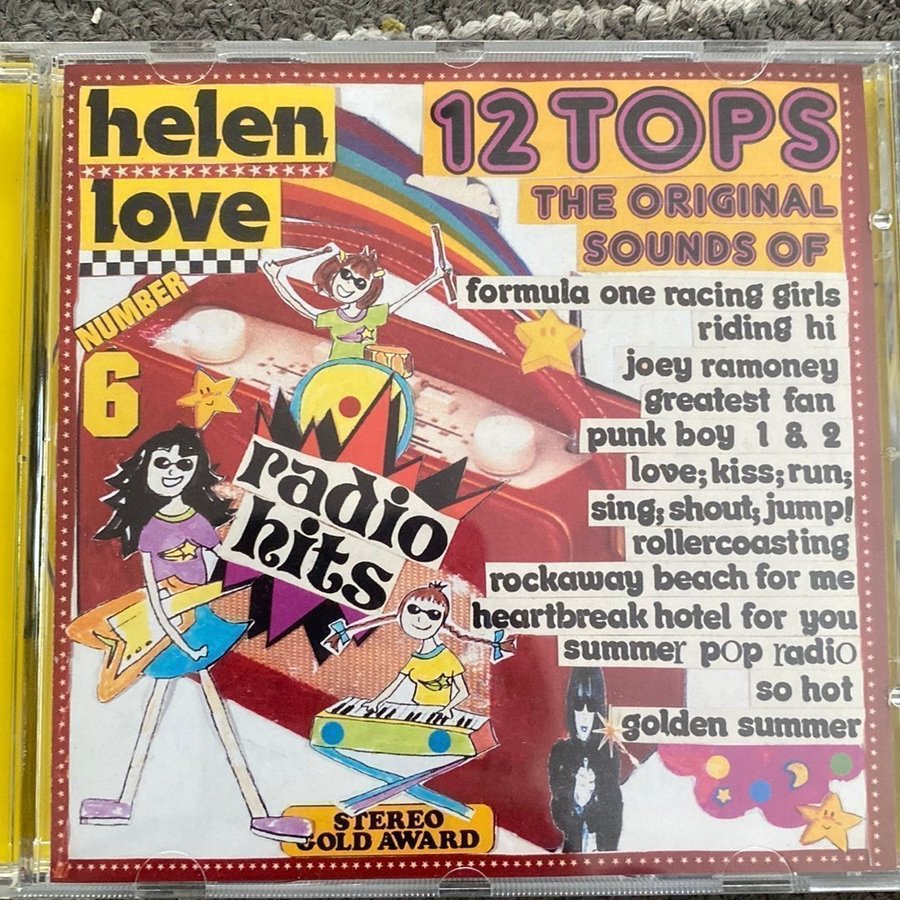 helen
love
NUMBER
6
radio
hits
12 TOPS
THE ORIGINAL
SOUNDS OF
formula one racing girls
riding hi
joey ramoney
greatest fan
punk boy 1 & 2
love; kiss; run;
sing; shout; jump!
rollercoasting
rockaway beach for me
heartbreak hotel for you
summer pop radio
so hot
golden summer
STEREO
GOLD AWARD